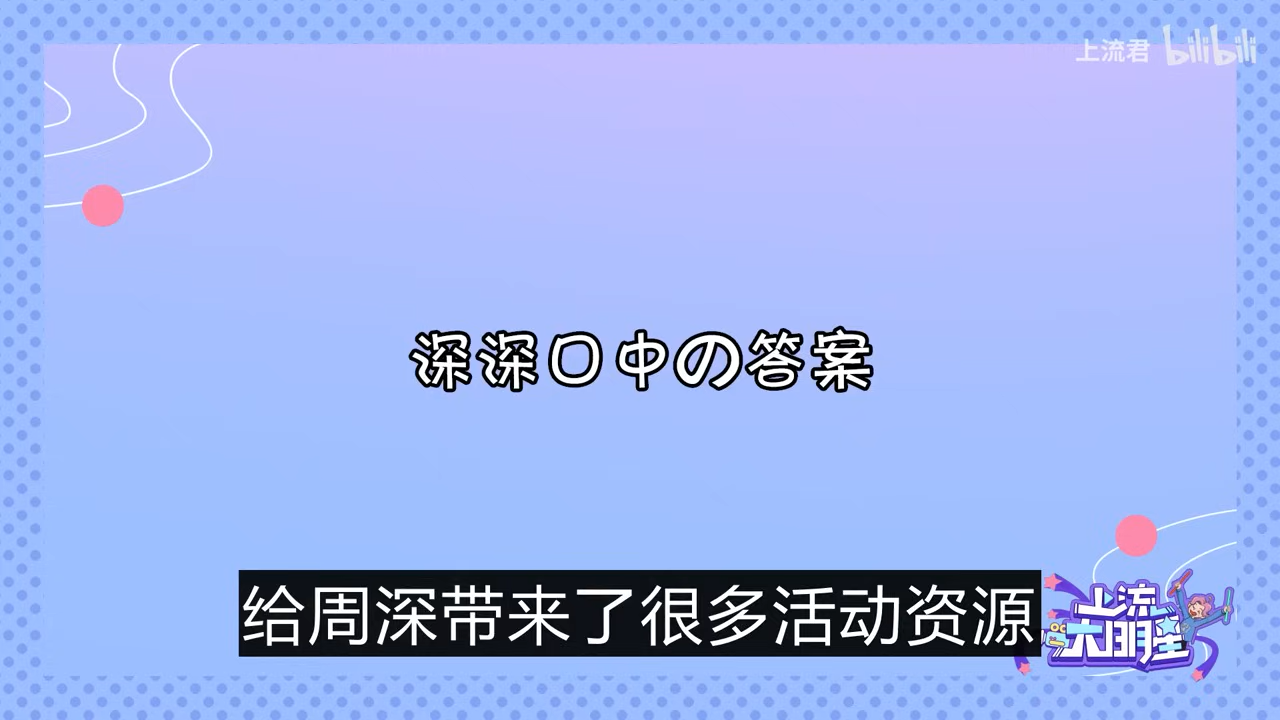 上流君 bilibili
深深口中の答案
给周深带来了很多活动资源
上流
大明星